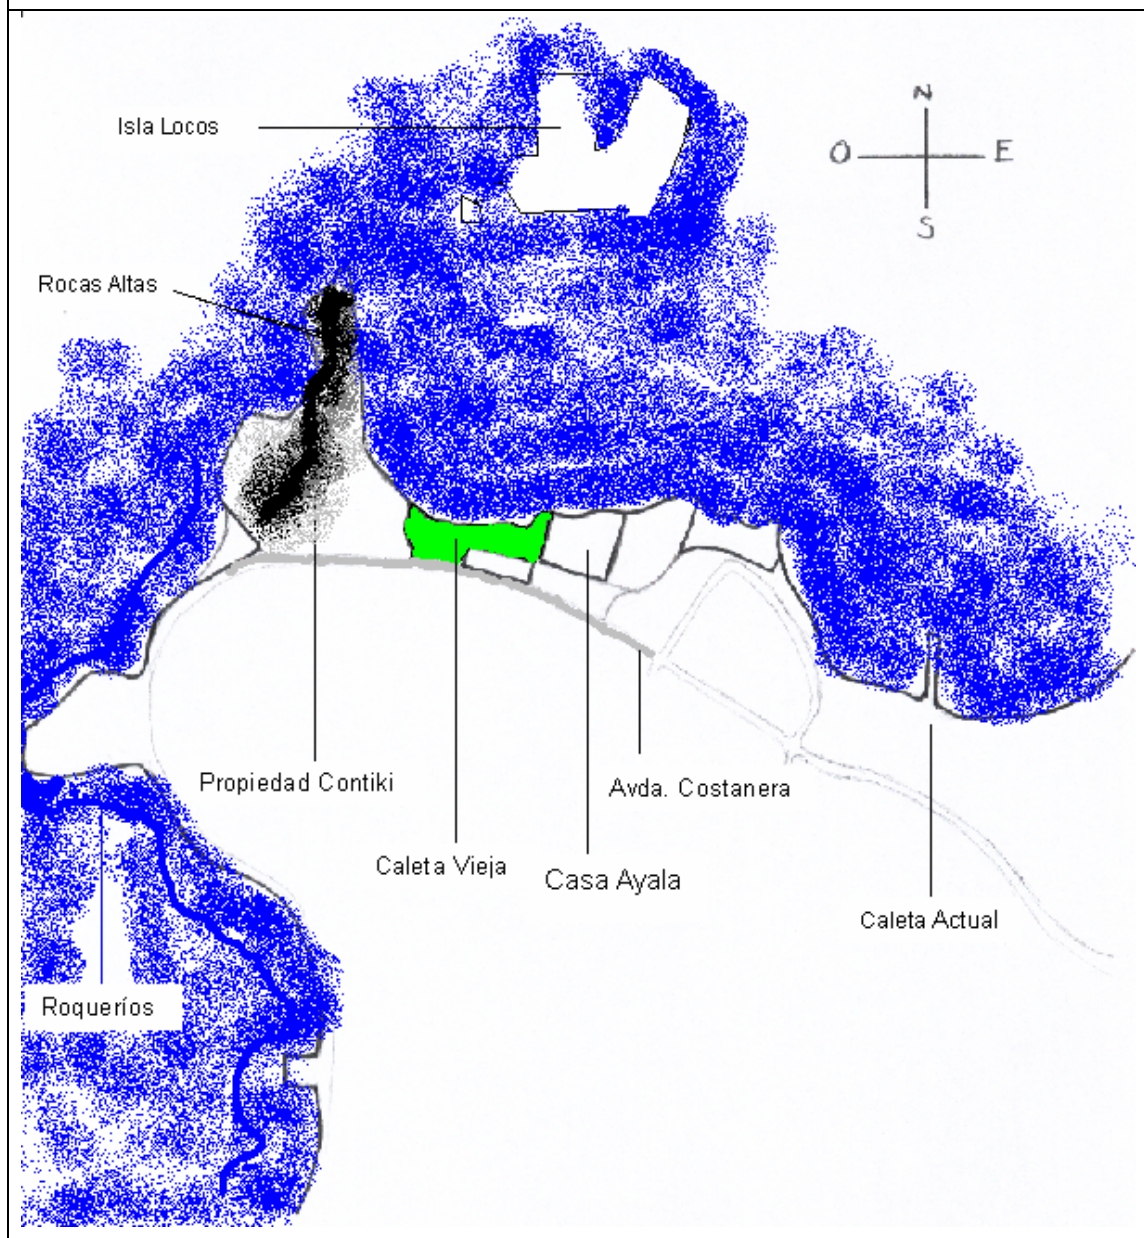 N
Isla Locos
O E
S
Rocas Altas
Propiedad Contiki
Avda. Costanera
Caleta Vieja
Casa Ayala
Caleta Actual
Roqueríos